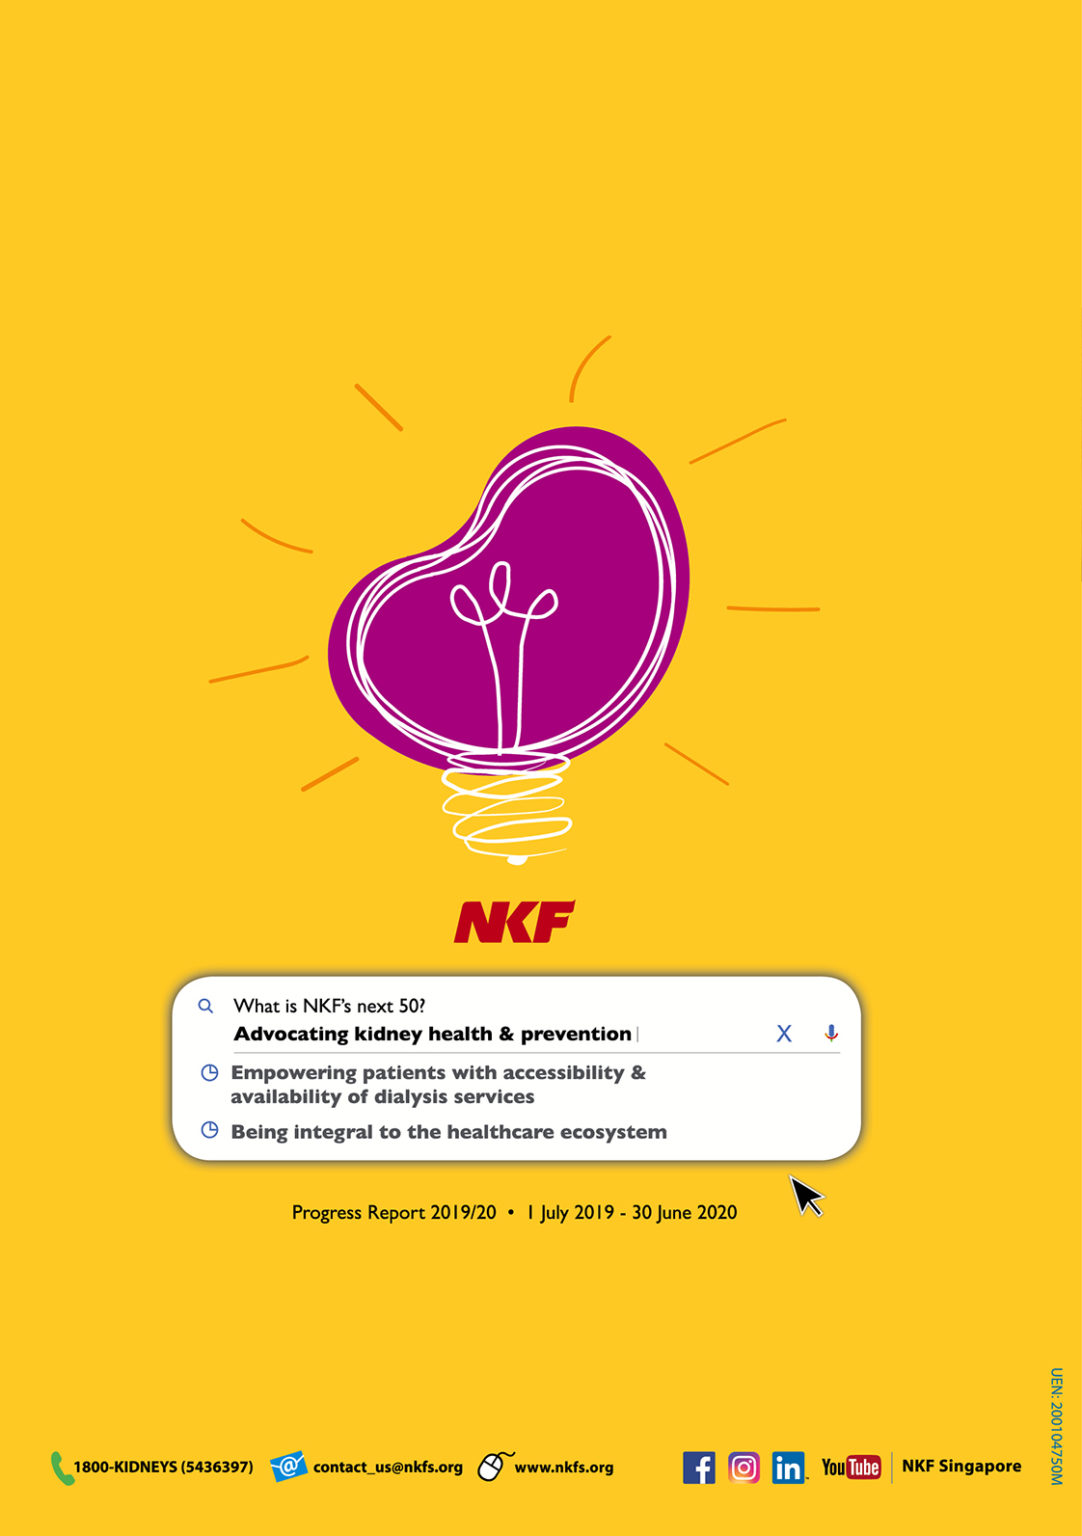 NKF
What is NKF's next 50?
Advocating kidney health & prevention
X
Empowering patients with accessibility &
availability of dialysis services
Being integral to the healthcare ecosystem
Progress Report 2019/20 • 1 July 2019 - 30 June 2020
UEN: 200104750M
1800-KIDNEYS (5436397) contact_us@nkfs.org www.nkfs.org f in YouTube NKF Singapore